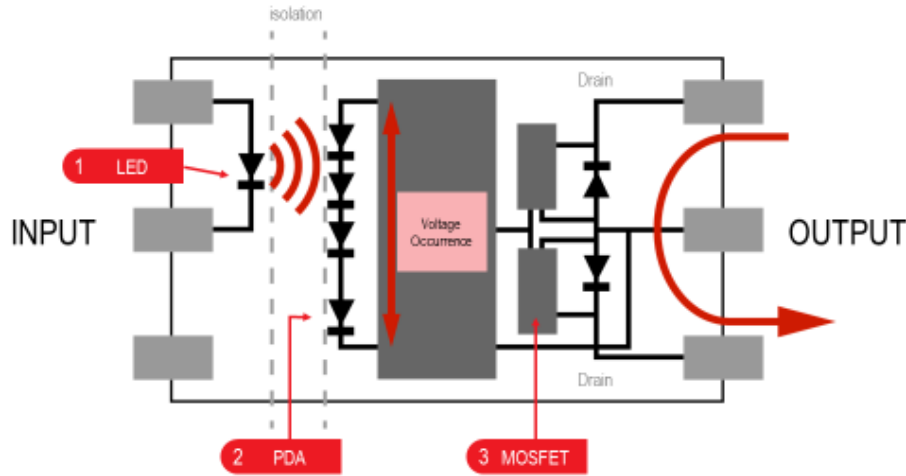 isolation
Drain
1 LED
INPUT
Voltage
Occurrence
OUTPUT
Drain
2 PDA
3 MOSFET